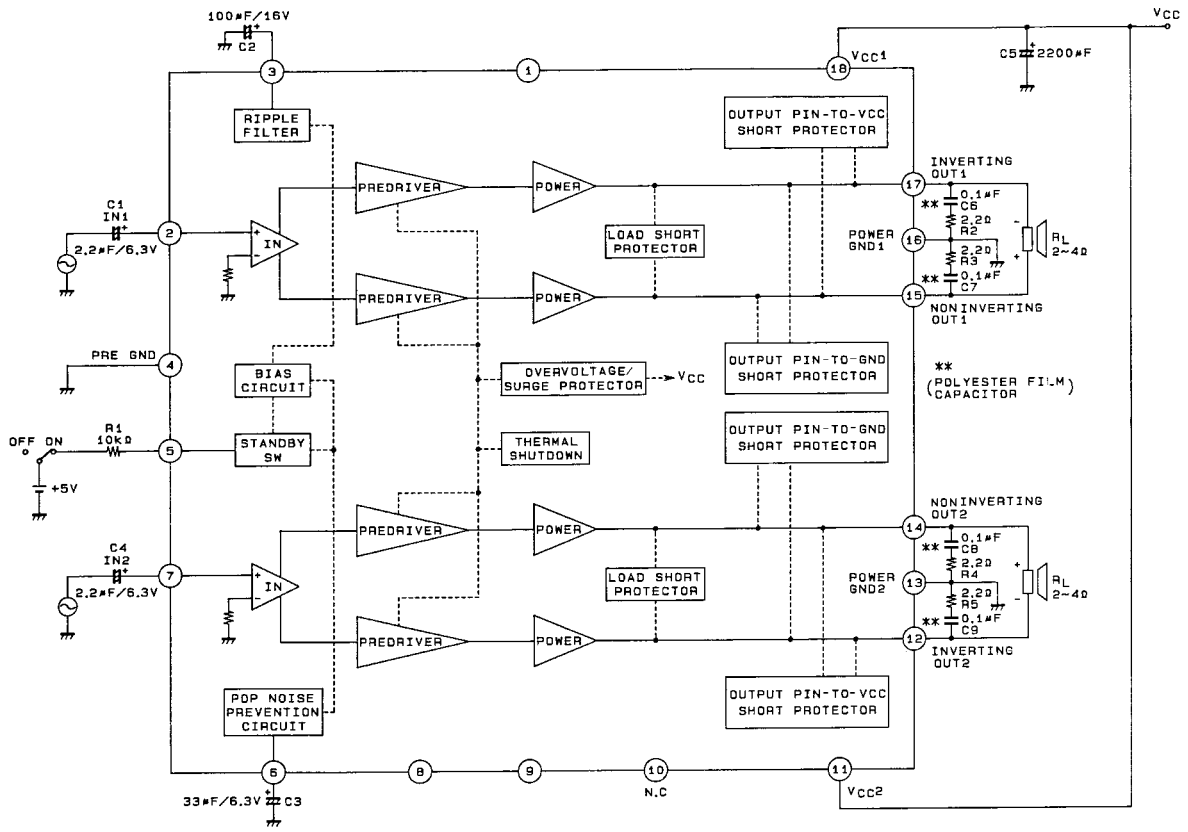 100µF/16V
C2
VCC
C5
2200µF
VCC1
3
1
18
RIPPLE
FILTER
OUTPUT PIN-TO-VCC
SHORT PROTECTOR
PREDRIVER
POWER
INVERTING
OUT1
17
0.1µF
**
C6
2.2Ω
R2
C1
IN1
2.2µF/6.3V
2
+
IN
−
LOAD SHORT
PROTECTOR
POWER
GND1
16
2.2Ω
R3
**
0.1µF
C7
−
+
RL
2~4Ω
PREDRIVER
POWER
15
NONINVERTING
OUT1
PRE GND
4
BIAS
CIRCUIT
OVERVOLTAGE/
SURGE PROTECTOR
VCC
OUTPUT PIN-TO-GND
SHORT PROTECTOR
**
(POLYESTER FILM
CAPACITOR)
OFF ON
R1
10kΩ
5
STANDBY
SW
+5V
THERMAL
SHUTDOWN
OUTPUT PIN-TO-GND
SHORT PROTECTOR
PREDRIVER
POWER
NONINVERTING
OUT2
14
0.1µF
**
C8
2.2Ω
R4
C4
IN2
2.2µF/6.3V
7
+
IN
−
LOAD SHORT
PROTECTOR
POWER
GND2
13
2.2Ω
R5
**
0.1µF
C9
+
−
RL
2~4Ω
PREDRIVER
POWER
12
INVERTING
OUT2
POP NOISE
PREVENTION
CIRCUIT
OUTPUT PIN-TO-VCC
SHORT PROTECTOR
6
8
9
10
N.C
11
VCC2
33µF/6.3V
C3